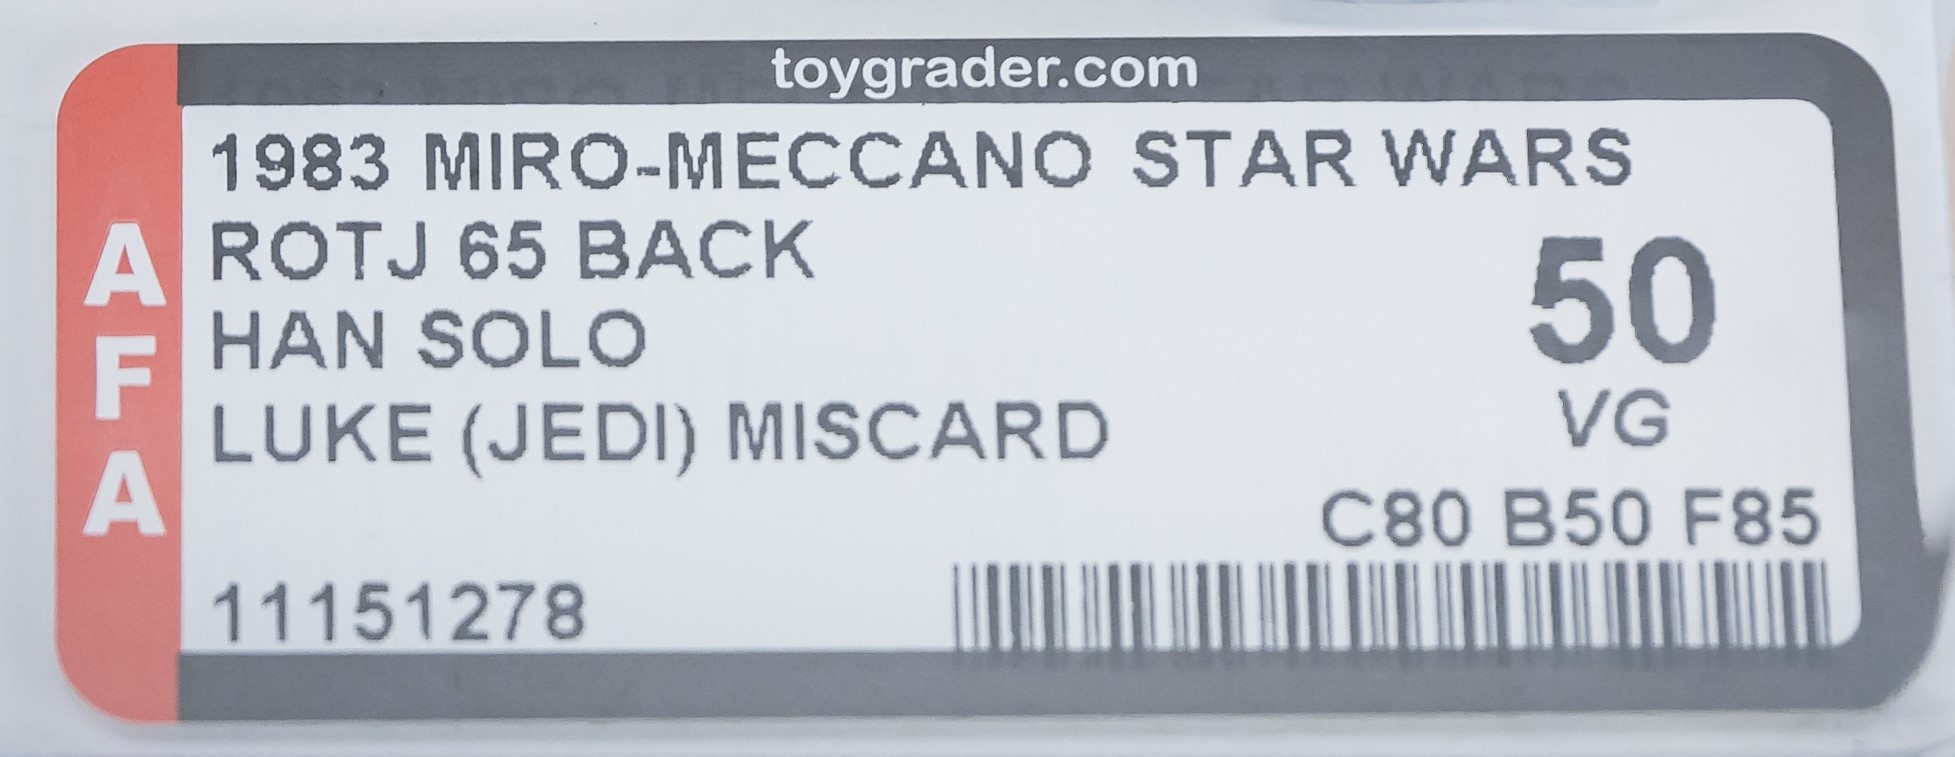 toygrader.com
AFA
1983 MIRO-MECCANO STAR WARS
ROTJ 65 BACK
HAN SOLO
LUKE (JEDI) MISCARD
50
VG
C80 B50 F85
11151278